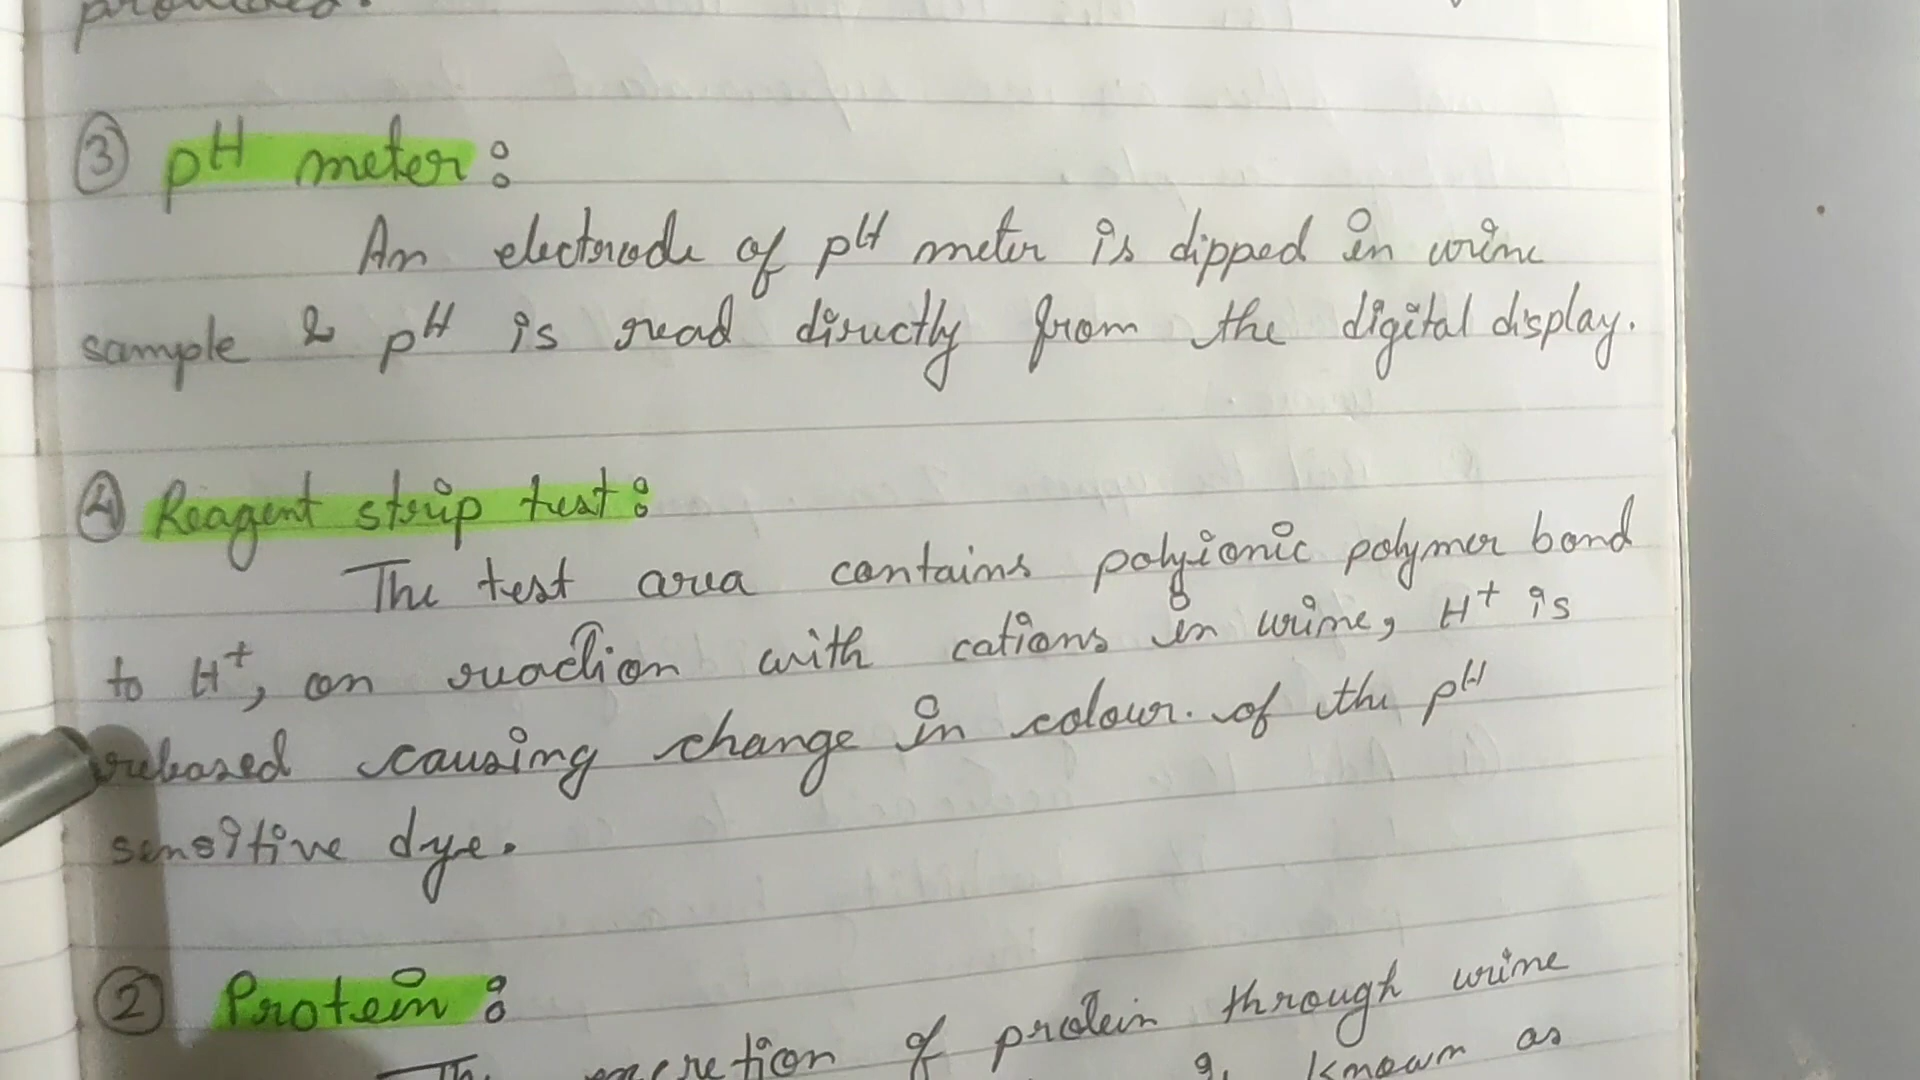 ③ pH meter :
An electrode of pH meter is dipped in urine
sample & pH is read directly from the digital display.
④ Reagent strip test :
The test area contains polyionic polymer bond
to H+, on reaction with cations in urine, H+ is
released causing change in colour. of the pH
sensitive dye.
② Protein :
The excretion of protein through urine
is known as